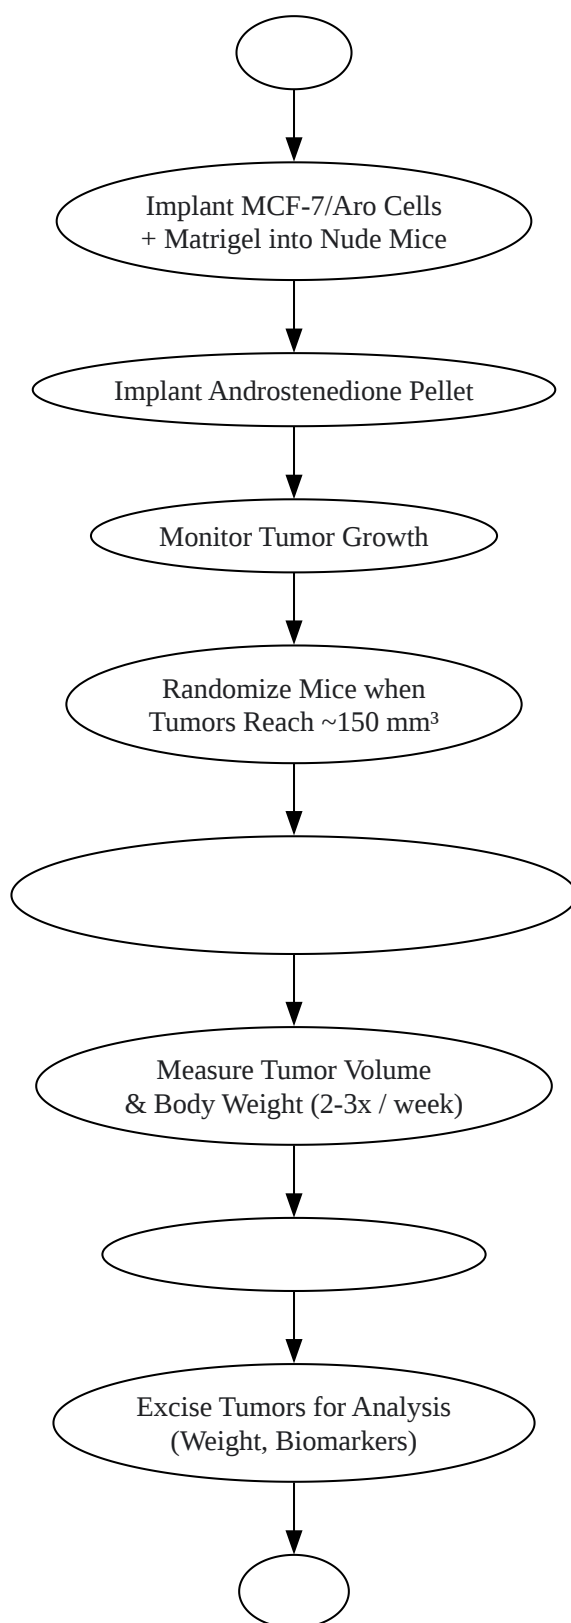 Implant MCF-7/Aro Cells
+ Matrigel into Nude Mice
Implant Androstenedione Pellet
Monitor Tumor Growth
Randomize Mice when
Tumors Reach ~150 mm³
Measure Tumor Volume
& Body Weight (2-3x / week)
Excise Tumors for Analysis
(Weight, Biomarkers)